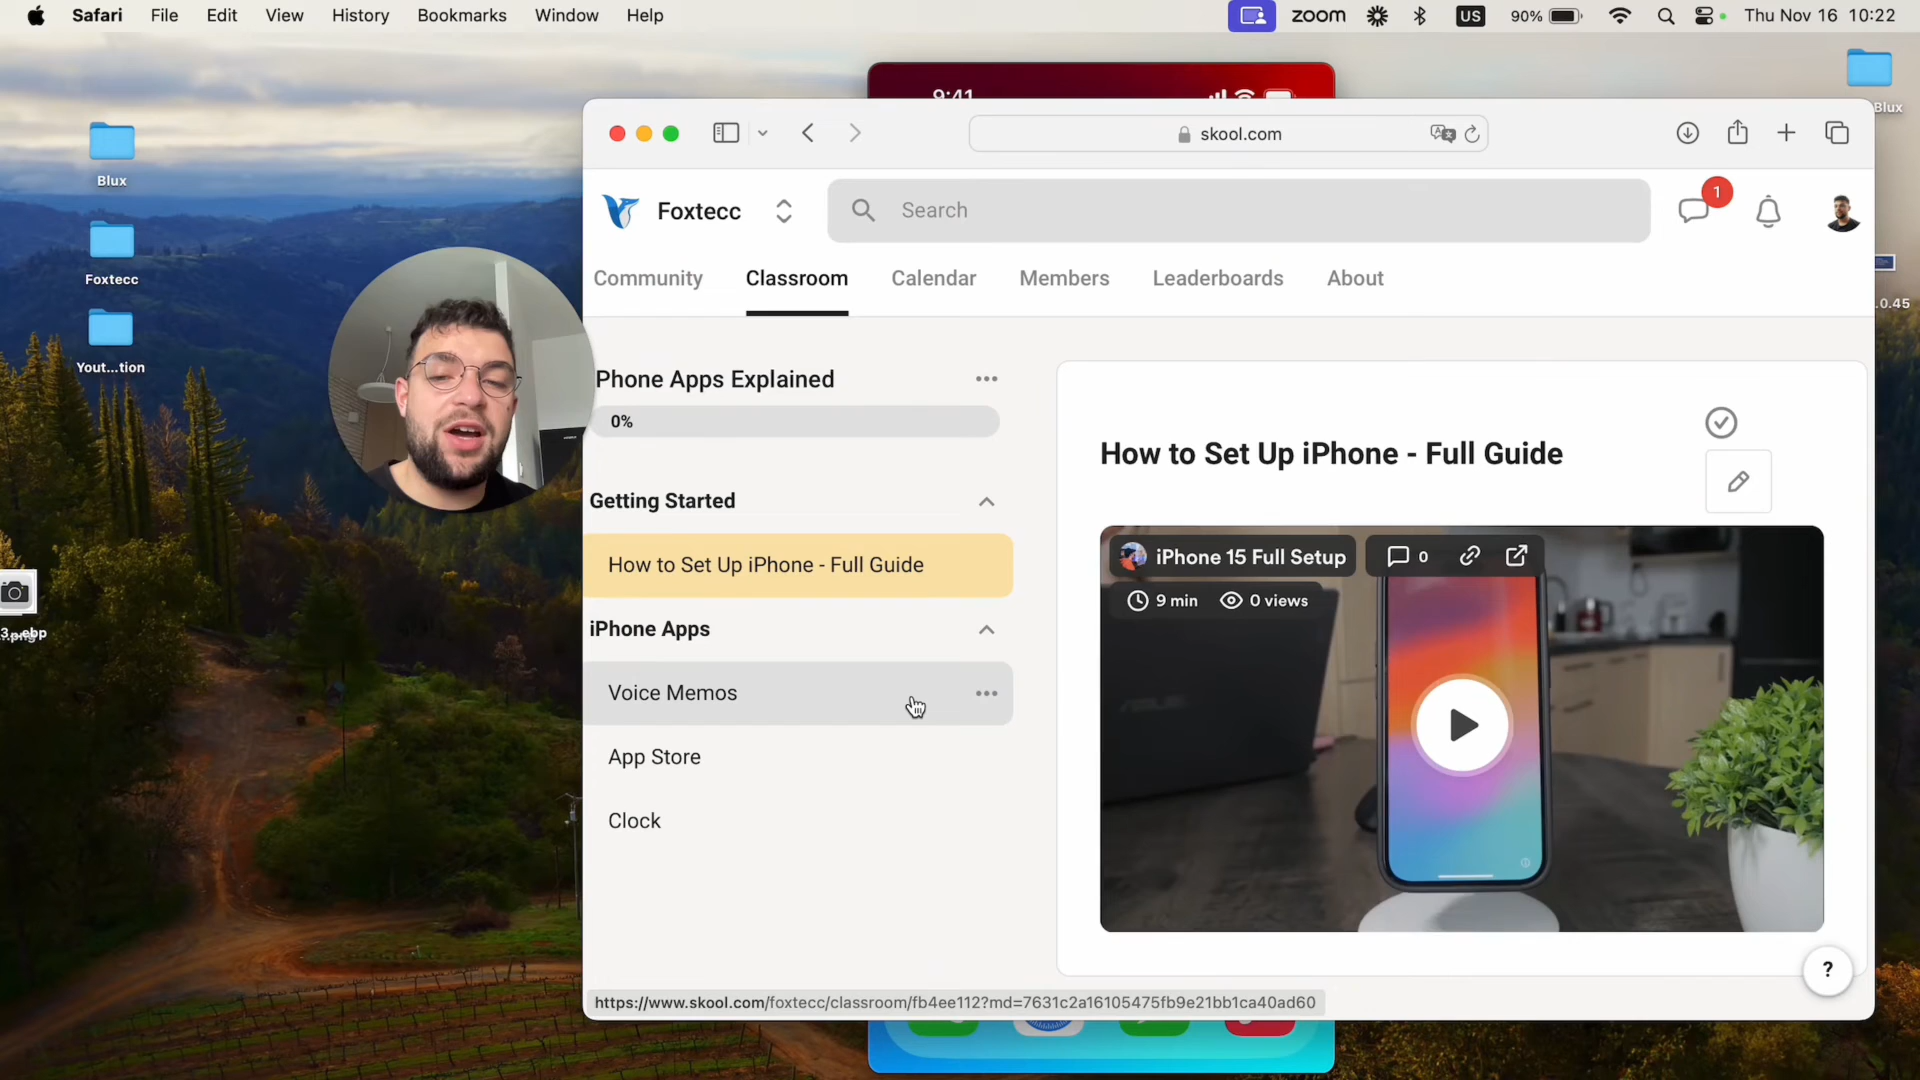 Safari File Edit View History Bookmarks Window Help
zoom US 90% Thu Nov 16 10:22
Blux
Foxtecc
Yout...tion
Blux
9:41
skool.com
Foxtecc
Search
1
Community Classroom Calendar Members Leaderboards About
Phone Apps Explained
0%
Getting Started
How to Set Up iPhone - Full Guide
iPhone Apps
Voice Memos
App Store
Clock
How to Set Up iPhone - Full Guide
iPhone 15 Full Setup
0
9 min 0 views
?
https://www.skool.com/foxtecc/classroom/fb4ee112?md=7631c2a16105475fb9e21bb1ca40ad60
.0.45